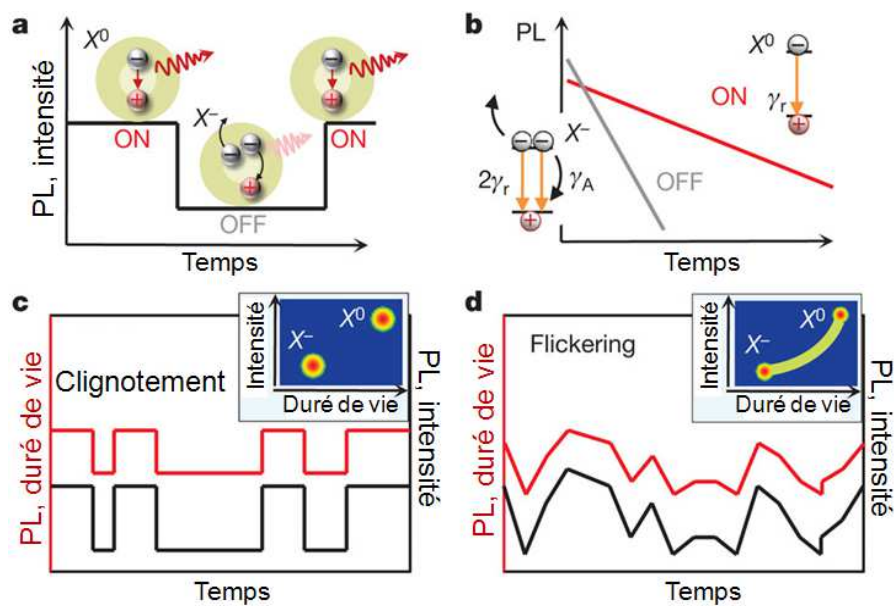 a
X⁰
PL, intensité
ON
X⁻
OFF
ON
Temps
b
PL
X⁰
γr
ON
X⁻
2γr
γA
OFF
Temps
c
Intensité
X⁰
X⁻
Duré de vie
Clignotement
PL, duré de vie
PL, intensité
Temps
d
Intensité
X⁰
X⁻
Duré de vie
Flickering
PL, duré de vie
PL, intensité
Temps